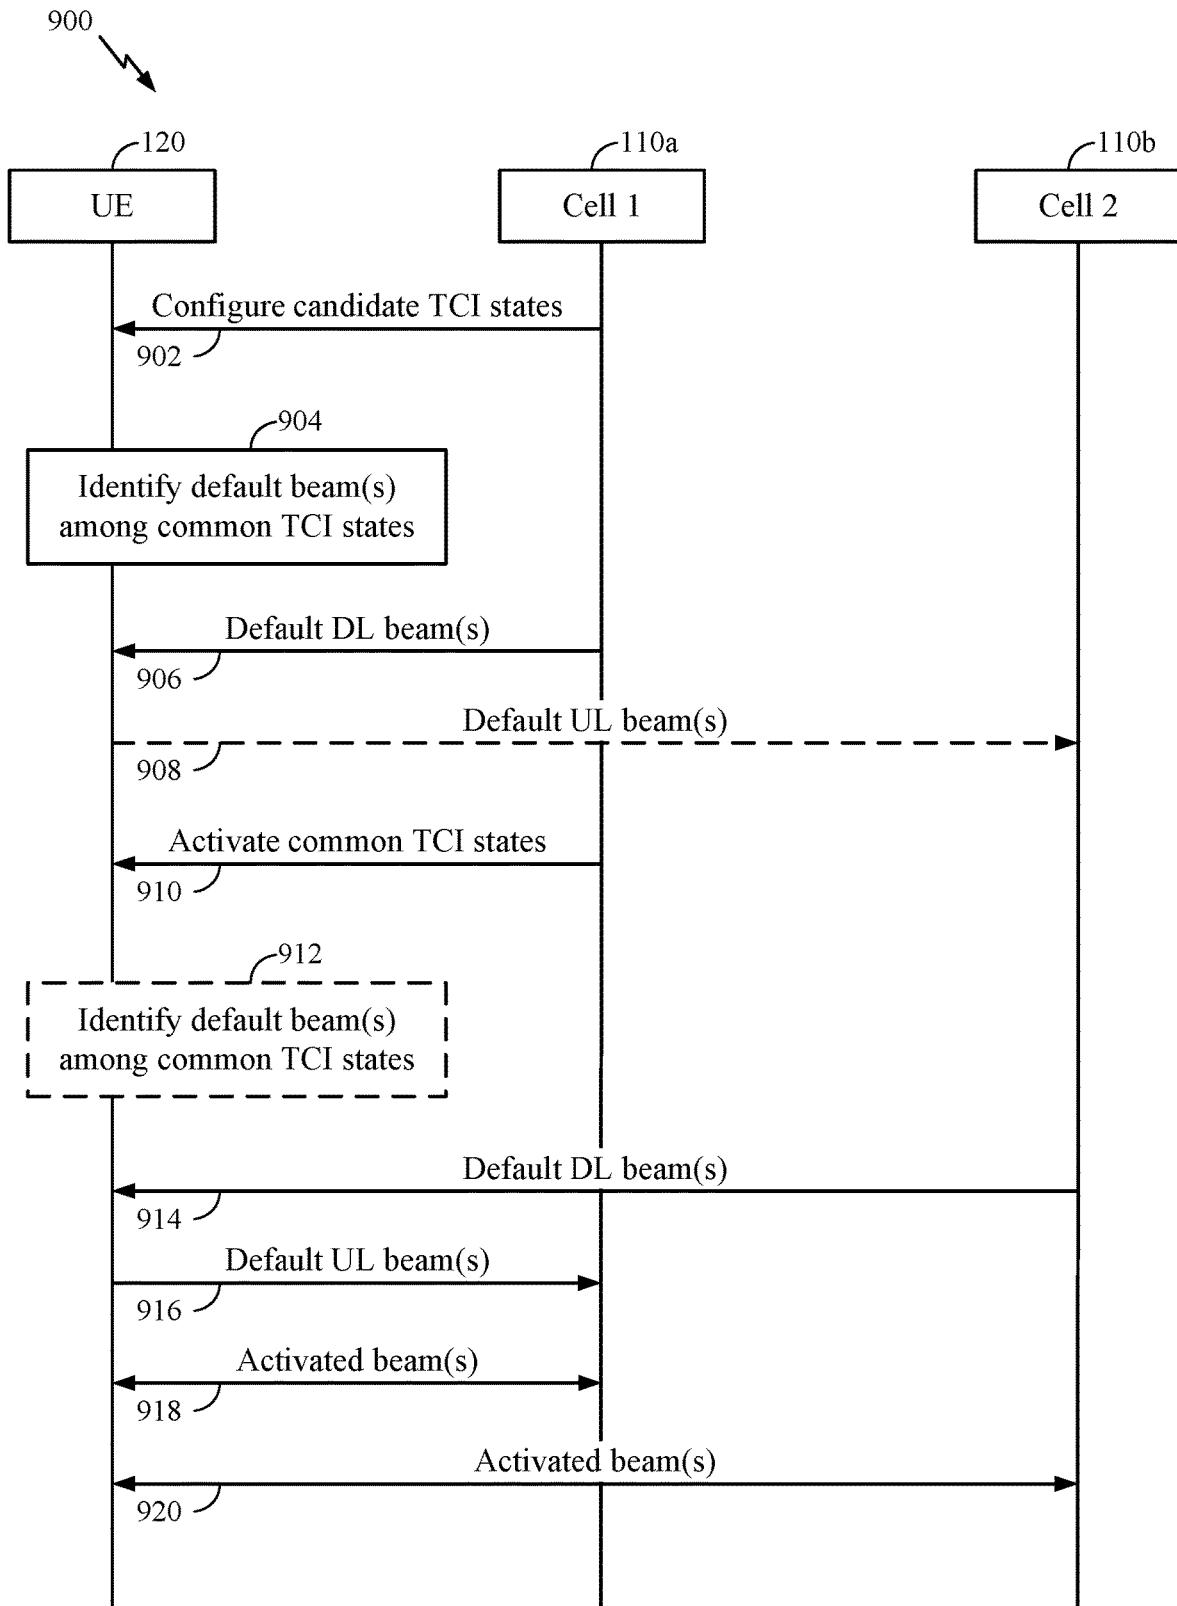 900
120
110a
110b
UE
Cell 1
Cell 2
Configure candidate TCI states
902
904
Identify default beam(s)
among common TCI states
Default DL beam(s)
906
Default UL beam(s)
908
Activate common TCI states
910
912
Identify default beam(s)
among common TCI states
Default DL beam(s)
914
Default UL beam(s)
916
Activated beam(s)
918
Activated beam(s)
920